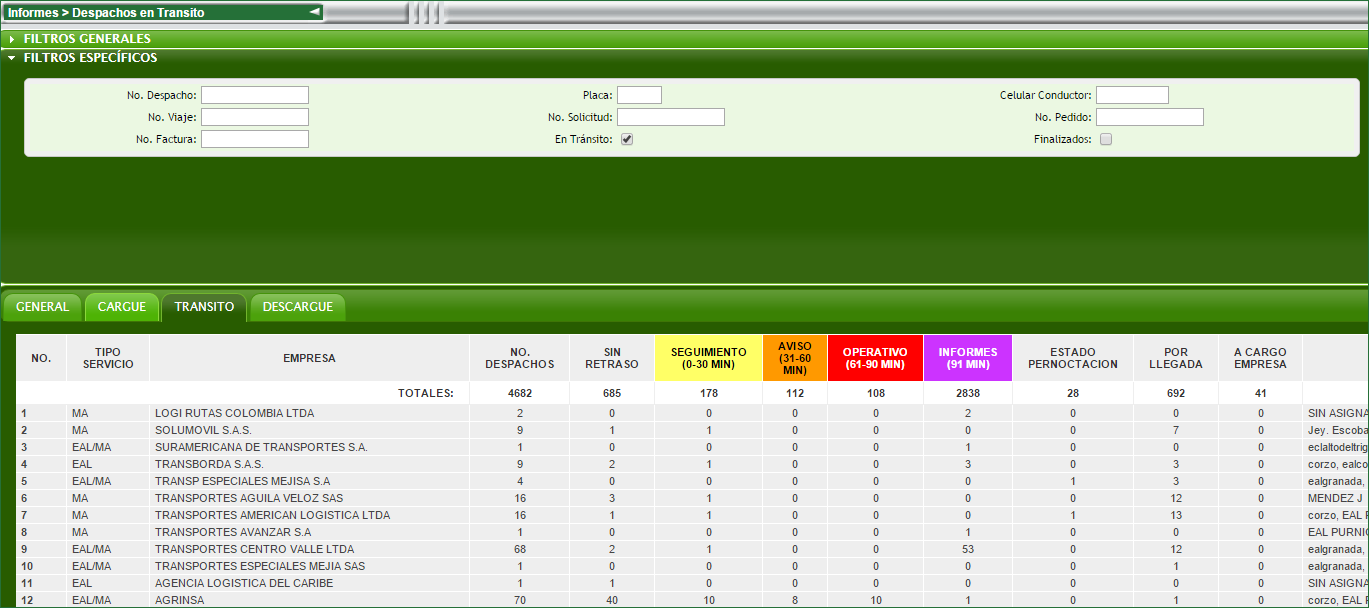 Informes > Despachos en Transito
FILTROS GENERALES
FILTROS ESPECÍFICOS
No. Despacho: Placa: Celular Conductor:
No. Viaje: No. Solicitud: No. Pedido:
No. Factura: En Tránsito: Finalizados:
GENERAL CARGUE TRANSITO DESCARGUE
NO. TIPO SERVICIO EMPRESA NO. DESPACHOS SIN RETRASO SEGUIMIENTO (0-30 MIN) AVISO (31-60 MIN) OPERATIVO (61-90 MIN) INFORMES (91 MIN) ESTADO PERNOCTACION POR LLEGADA A CARGO EMPRESA
TOTALES: 4682 685 178 112 108 2838 28 692 41
1 MA LOGI RUTAS COLOMBIA LTDA 2 0 0 0 0 2 0 0 0 SIN ASIGNA
2 MA SOLUMOVIL S.A.S. 9 1 1 0 0 0 0 7 0 Jey. Escoba
3 EAL/MA SURAMERICANA DE TRANSPORTES S.A. 1 0 0 0 0 1 0 0 0 eclaltodeltrig
4 EAL TRANSBORDA S.A.S. 9 2 1 0 0 3 0 3 0 corzo, ealco
5 EAL/MA TRANSP ESPECIALES MEJISA S.A 4 0 0 0 0 0 1 3 0 ealgranada,
6 MA TRANSPORTES AGUILA VELOZ SAS 16 3 1 0 0 0 0 12 0 MENDEZ J
7 MA TRANSPORTES AMERICAN LOGISTICA LTDA 16 1 1 0 0 0 1 13 0 corzo, EAL F
8 MA TRANSPORTES AVANZAR S.A 1 0 0 0 0 1 0 0 0 EAL PURNIO
9 EAL/MA TRANSPORTES CENTRO VALLE LTDA 68 2 1 0 0 53 0 12 0 ealgranada,
10 EAL/MA TRANSPORTES ESPECIALES MEJIA SAS 1 0 0 0 0 0 0 1 0 ealgranada,
11 EAL AGENCIA LOGISTICA DEL CARIBE 1 1 0 0 0 0 0 0 0 SIN ASIGNA
12 EAL/MA AGRINSA 70 40 10 8 10 1 0 1 0 corzo, EAL F